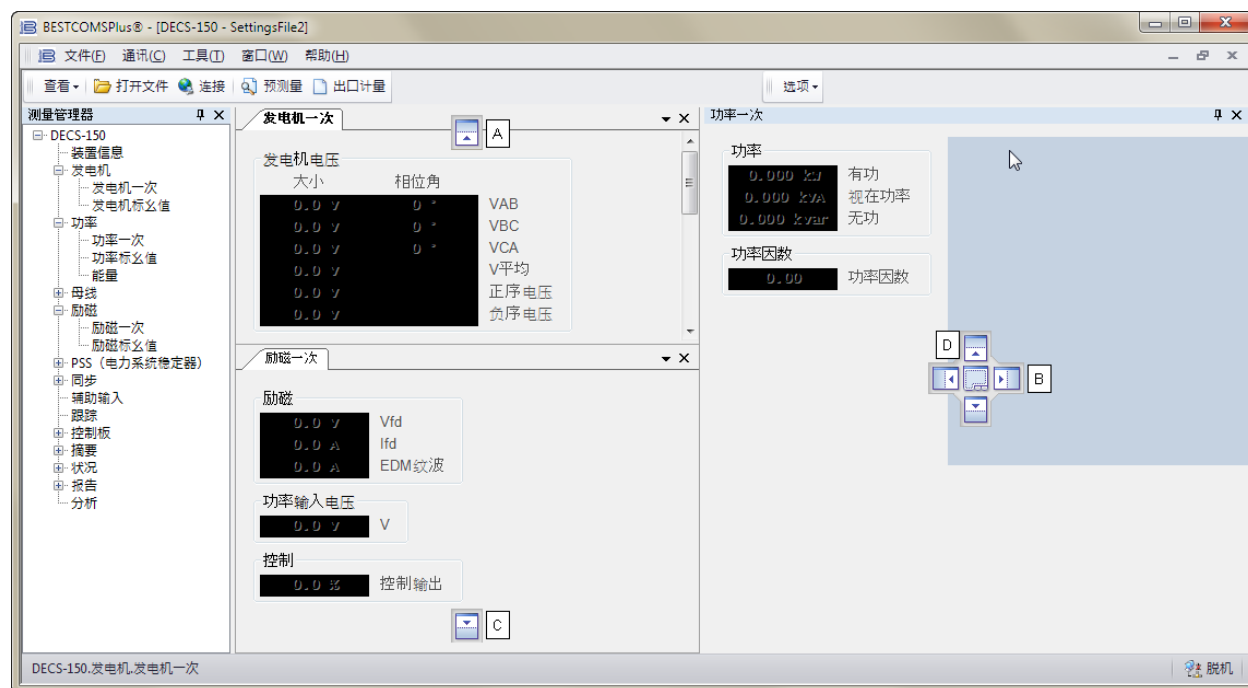 BESTCOMSPlus® - [DECS-150 - SettingsFile2]
文件(F) 通讯(C) 工具(T) 窗口(W) 帮助(H)
查看 打开文件 连接 预测量 出口计量 选项
测量管理器
DECS-150
装置信息
发电机
发电机一次
发电机标幺值
功率
功率一次
功率标幺值
能量
母线
励磁
励磁一次
励磁标幺值
PSS（电力系统稳定器）
同步
辅助输入
跟踪
控制板
摘要
状况
报告
分析
发电机一次
A
发电机电压
大小 相位角
0.0 V 0 ° VAB
0.0 V 0 ° VBC
0.0 V 0 ° VCA
0.0 V V平均
0.0 V 正序电压
0.0 V 负序电压
励磁一次
励磁
0.0 V Vfd
0.0 A Ifd
0.0 A EDM纹波
功率输入电压
0.0 V V
控制
0.0 % 控制输出
C
功率一次
功率
0.000 kW 有功
0.000 kVA 视在功率
0.000 kvar 无功
功率因数
0.00 功率因数
D
B
DECS-150.发电机.发电机一次 脱机